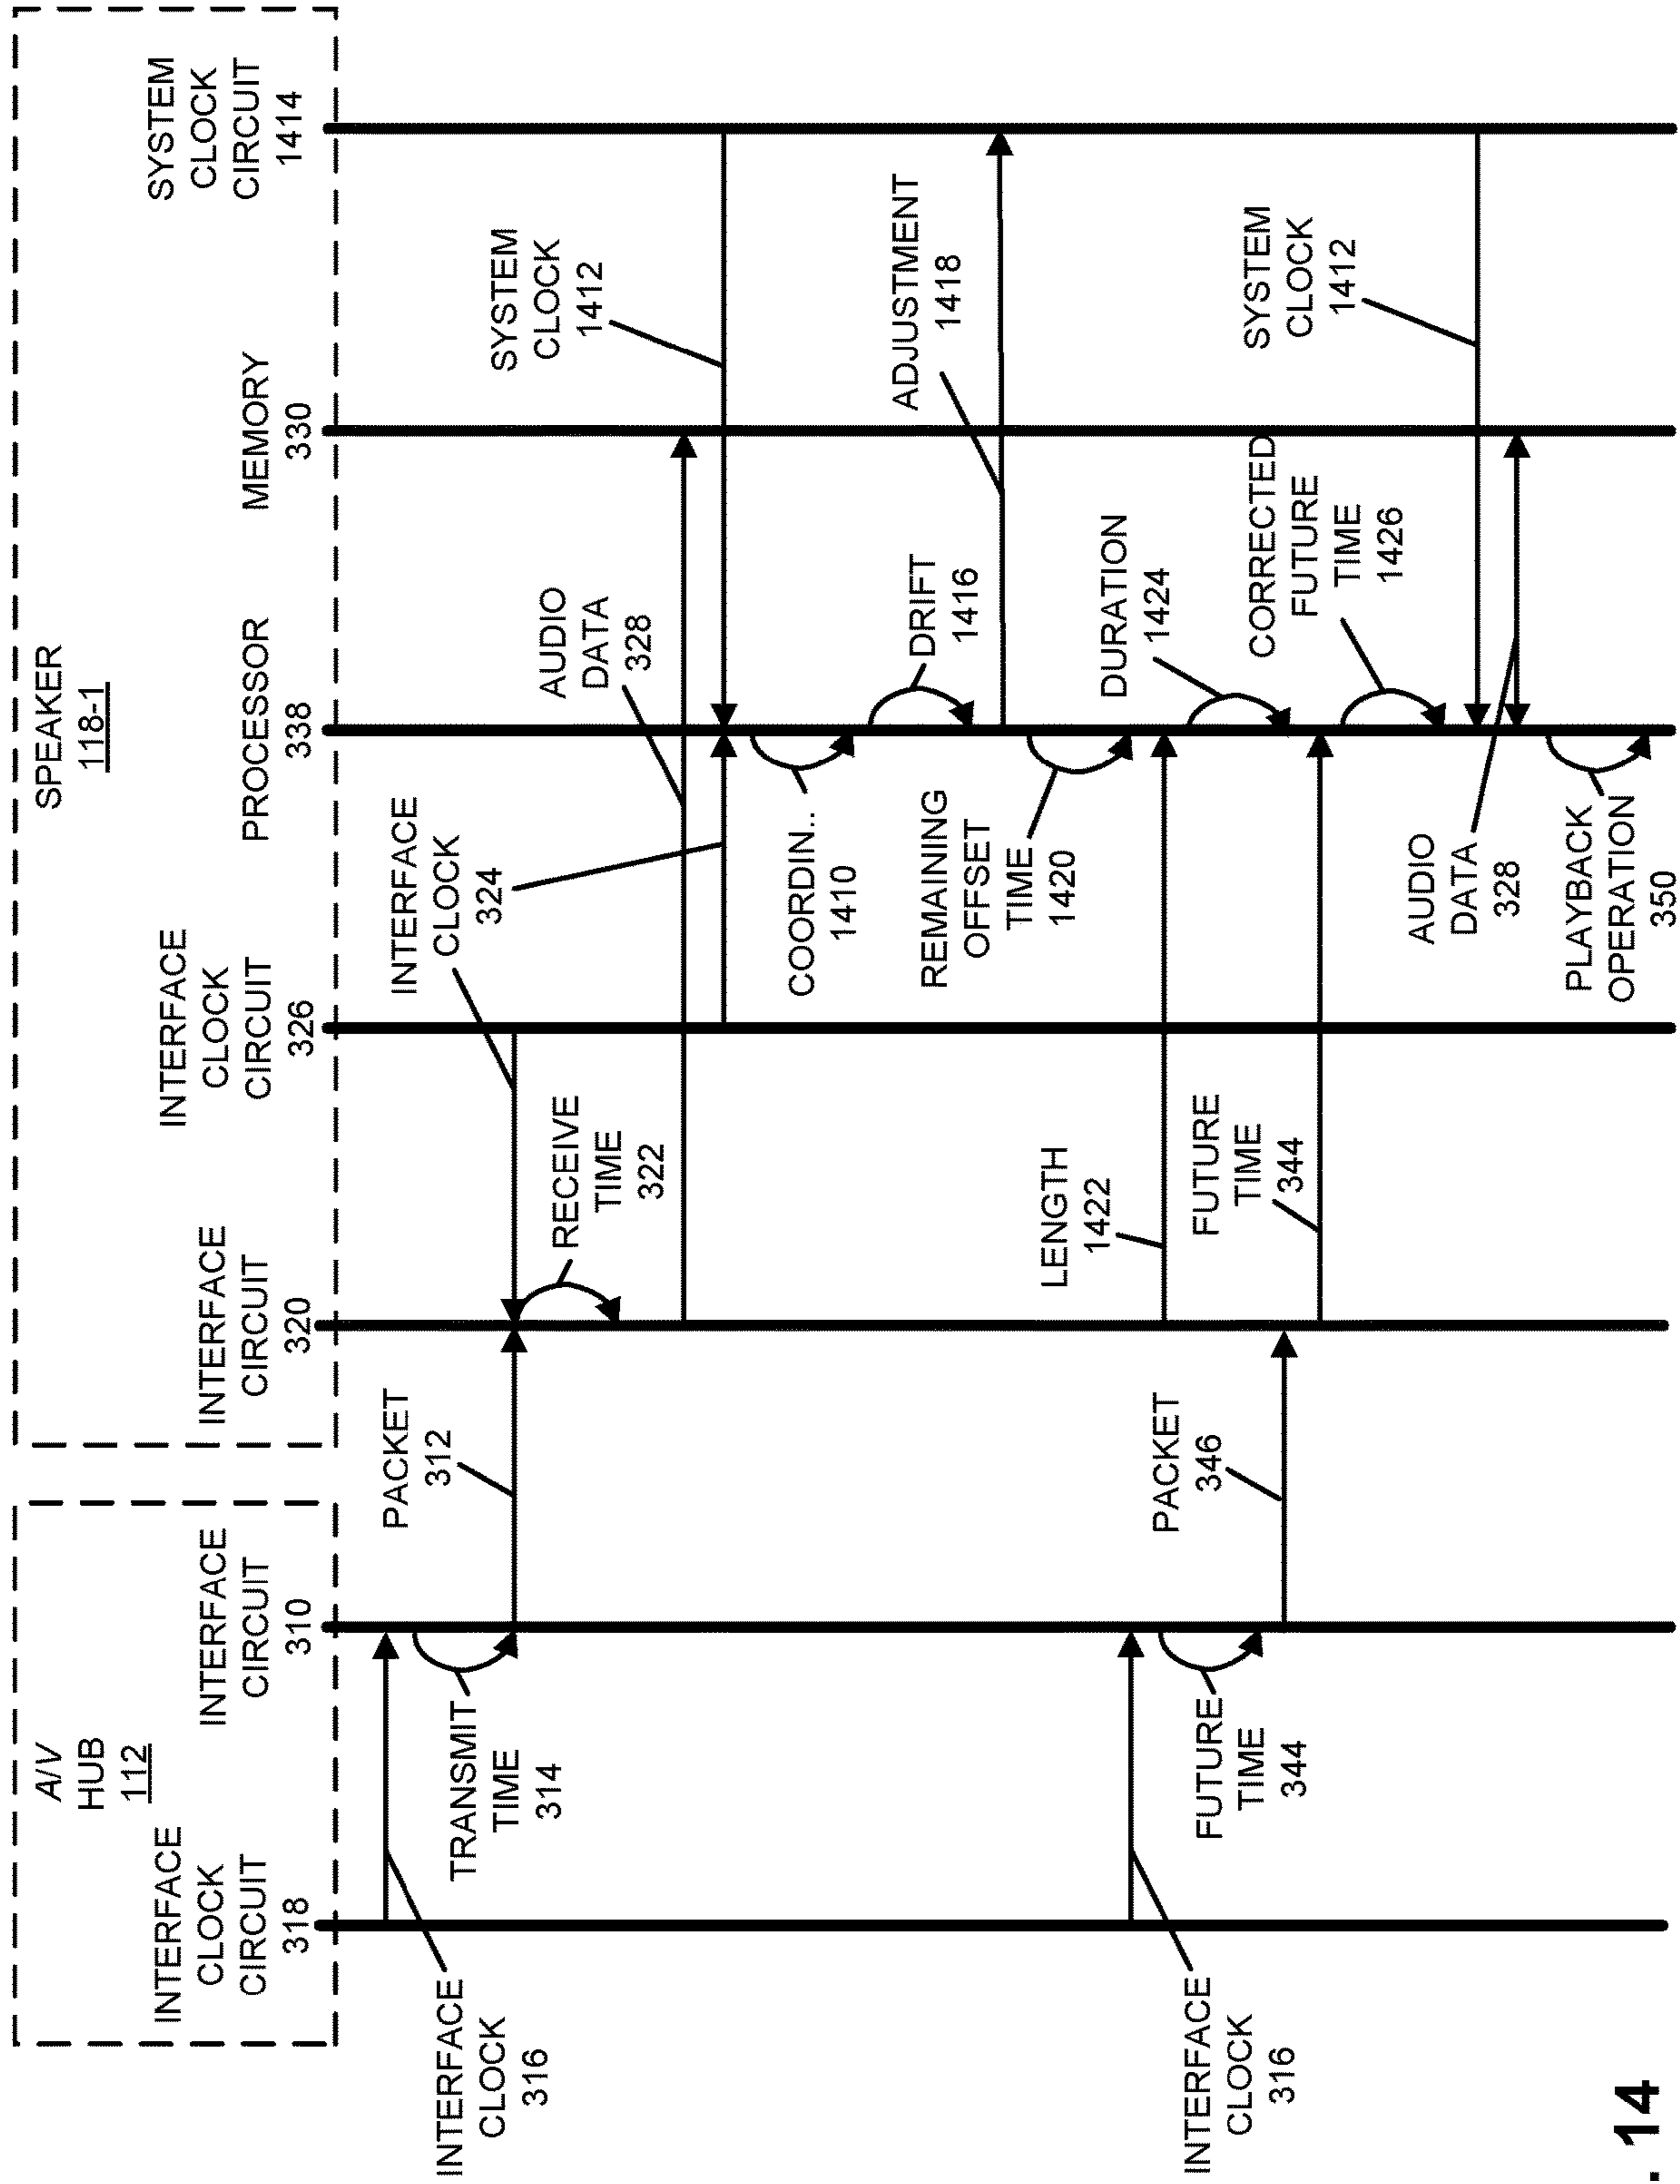 A/V
HUB
112
INTERFACE
CLOCK
CIRCUIT
318
INTERFACE
CIRCUIT
310
SPEAKER
118-1
INTERFACE
CIRCUIT
320
INTERFACE
CLOCK
CIRCUIT
326
PROCESSOR
338
MEMORY
330
SYSTEM
CLOCK
CIRCUIT
1414
INTERFACE
CLOCK
316
TRANSMIT
TIME
314
PACKET
312
INTERFACE
CLOCK
324
RECEIVE
TIME
322
AUDIO
DATA
328
SYSTEM
CLOCK
1412
COORDIN..
1410
DRIFT
1416
ADJUSTMENT
1418
REMAINING
OFFSET
TIME
1420
LENGTH
1422
DURATION
1424
INTERFACE
CLOCK
316
FUTURE
TIME
344
PACKET
346
FUTURE
TIME
344
CORRECTED
FUTURE
TIME
1426
SYSTEM
CLOCK
1412
AUDIO
DATA
328
PLAYBACK
OPERATION
350
. 14